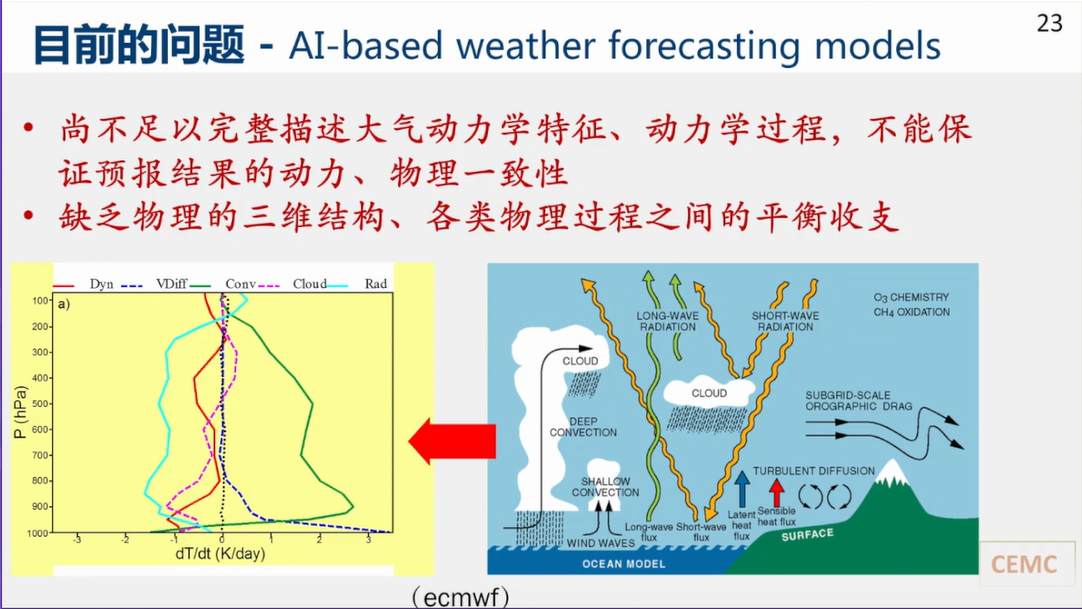 23
目前的问题 - AI-based weather forecasting models
• 尚不足以完整描述大气动力学特征、动力学过程，不能保
证预报结果的动力、物理一致性
• 缺乏物理的三维结构、各类物理过程之间的平衡收支
Dyn VDiff Conv Cloud Rad
a)
100
200
300
400
500
600
700
800
900
1000
P (hPa)
-3 -2 -1 0 1 2 3
dT/dt (K/day)
O3 CHEMISTRY
CH4 OXIDATION
LONG-WAVE
RADIATION
SHORT-WAVE
RADIATION
CLOUD
CLOUD
DEEP
CONVECTION
SUBGRID-SCALE
OROGRAPHIC DRAG
SHALLOW
CONVECTION
TURBULENT DIFFUSION
Long-wave
flux
Short-wave
flux
Latent
heat
flux
Sensible
heat flux
WIND WAVES
SURFACE
OCEAN MODEL
CEMC
（ecmwf）